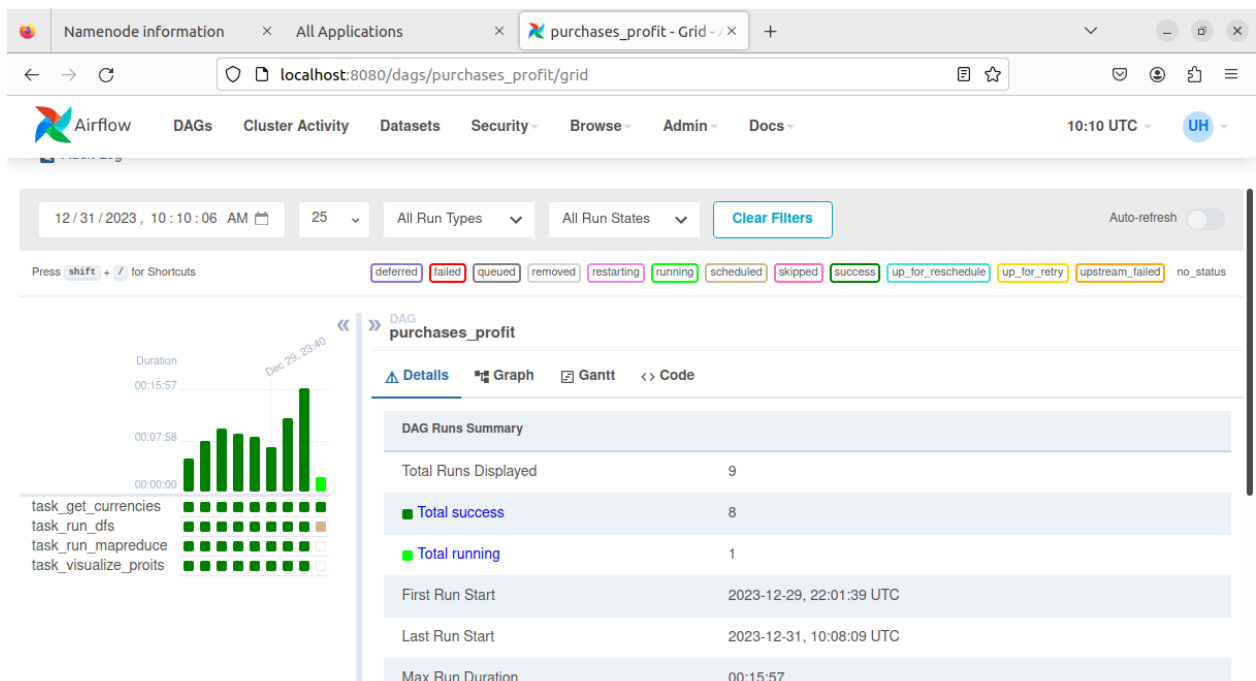 Namenode information × All Applications × purchases_profit - Grid - A × +
localhost:8080/dags/purchases_profit/grid
Airflow DAGs Cluster Activity Datasets Security Browse Admin Docs 10:10 UTC UH
Audit Log
12/31/2023, 10:10:06 AM 25 All Run Types All Run States Clear Filters Auto-refresh
Press shift + / for Shortcuts deferred failed queued removed restarting running scheduled skipped success up_for_reschedule up_for_retry upstream_failed no_status
DAG
purchases_profit
Details Graph Gantt <> Code
Duration
Dec 29, 23:40
00:15:57
00:07:58
00:00:00
task_get_currencies
task_run_dfs
task_run_mapreduce
task_visualize_proits
DAG Runs Summary
Total Runs Displayed 9
Total success 8
Total running 1
First Run Start 2023-12-29, 22:01:39 UTC
Last Run Start 2023-12-31, 10:08:09 UTC
Max Run Duration 00:15:57